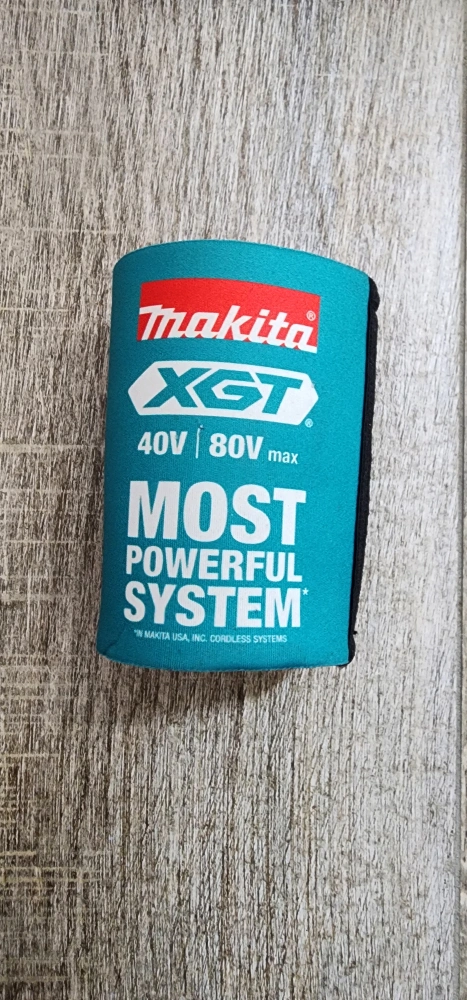 makita®
XGT®
40V | 80V max
MOST
POWERFUL
SYSTEM*
*IN MAKITA USA, INC. CORDLESS SYSTEMS